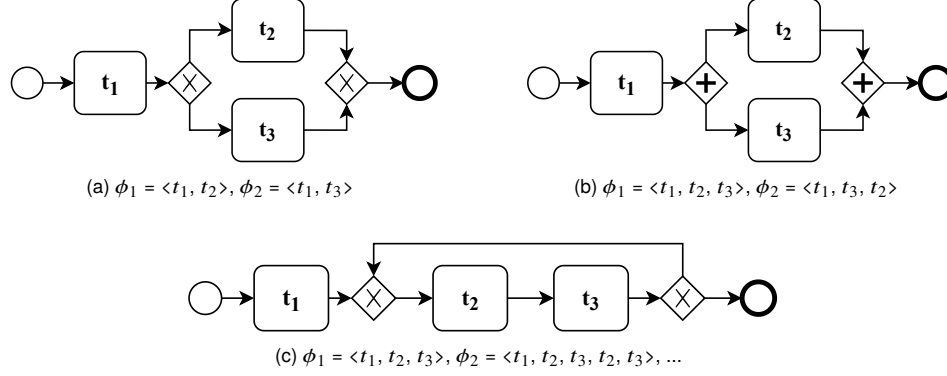 t₂
t₁
t₃
(a) ϕ₁ = <t₁, t₂>, ϕ₂ = <t₁, t₃>
t₂
t₁
t₃
(b) ϕ₁ = <t₁, t₂, t₃>, ϕ₂ = <t₁, t₃, t₂>
t₁ t₂ t₃
(c) ϕ₁ = <t₁, t₂, t₃>, ϕ₂ = <t₁, t₂, t₃, t₂, t₃>, ...